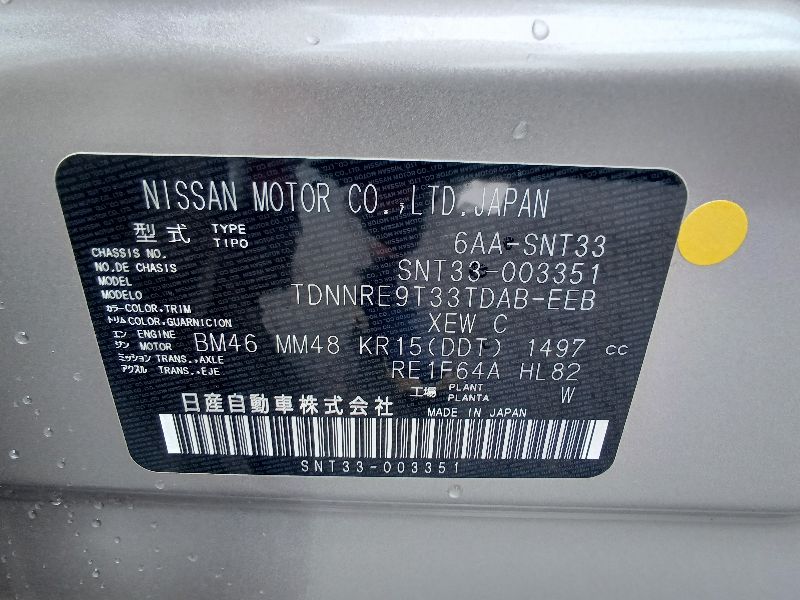 NISSAN MOTOR CO.,LTD.JAPAN
型式 TYPE TIPO 6AA-SNT33
CHASSIS NO. NO.DE CHASIS SNT33-003351
MODEL MODELO TDNNRE9T33TDAB-EEB
カラー COLOR,TRIM トリム COLOR,GUARNICION XEW C
エン ENGINE ジン MOTOR BM46 MM48 KR15(DDT) 1497 cc
ミッション TRANS.,AXLE アクスル TRANS.,EJE RE1F64A HL82
工場 PLANT PLANTA W
日産自動車株式会社 MADE IN JAPAN
SNT33-003351